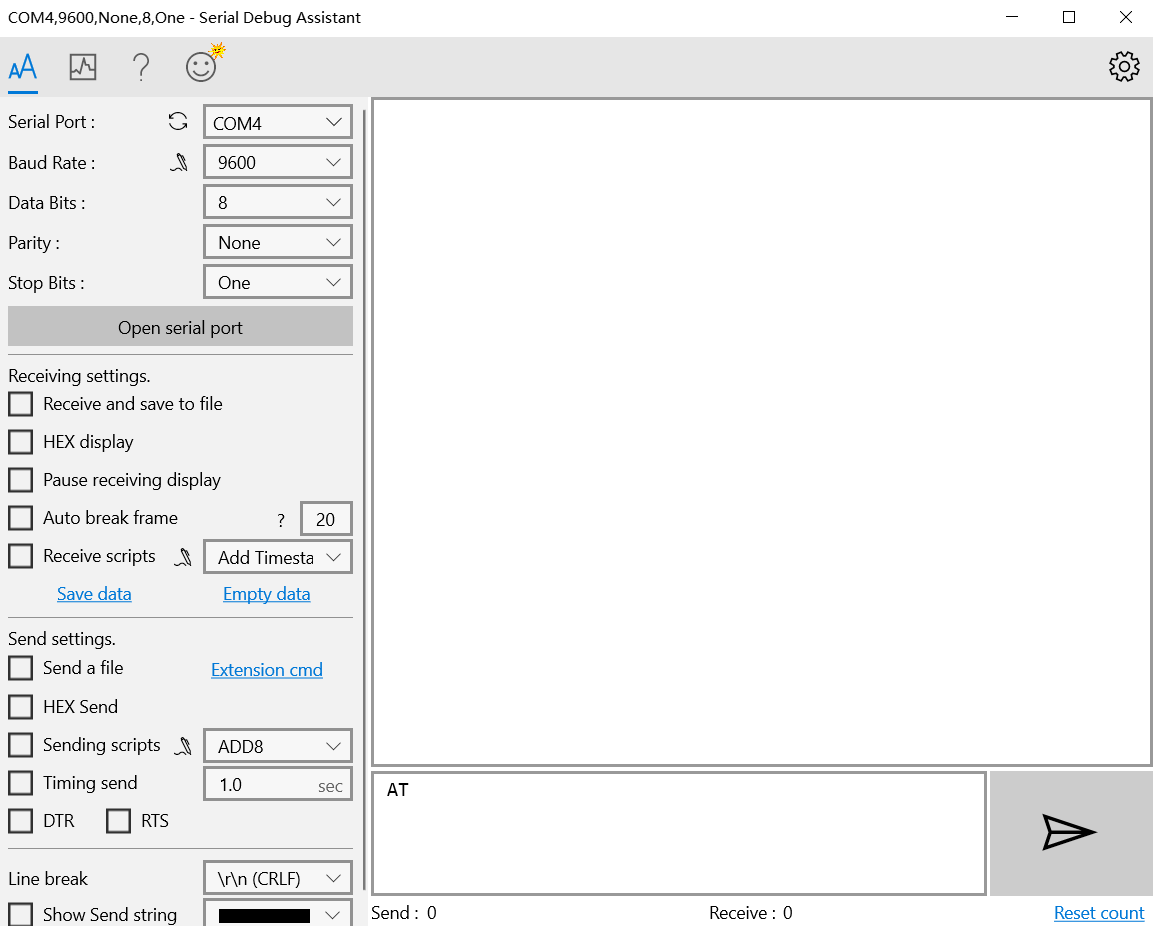 COM4,9600,None,8,One - Serial Debug Assistant
Serial Port :
COM4
Baud Rate :
9600
Data Bits :
8
Parity :
None
Stop Bits :
One
Open serial port
Receiving settings.
Receive and save to file
HEX display
Pause receiving display
Auto break frame ? 20
Receive scripts
Add Timesta
Save data
Empty data
Send settings.
Send a file
Extension cmd
HEX Send
Sending scripts
ADD8
Timing send
1.0 sec
DTR
RTS
Line break
\r\n (CRLF)
Show Send string
AT
Send : 0
Receive : 0
Reset count